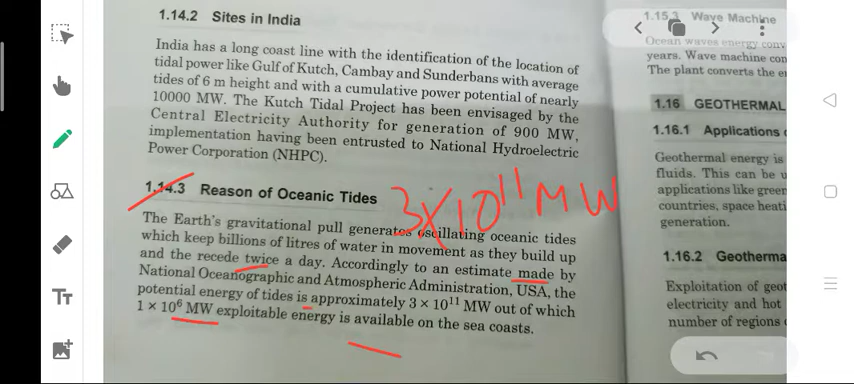 1.14.2 Sites in India
India has a long coast line with the identification of the location of
tidal power like Gulf of Kutch, Cambay and Sunderbans with average
tides of 6 m height and with a cumulative power potential of nearly
10000 MW. The Kutch Tidal Project has been envisaged by the
Central Electricity Authority for generation of 900 MW,
implementation having been entrusted to National Hydroelectric
Power Corporation (NHPC).
1.14.3 Reason of Oceanic Tides
3×10¹¹ MW
The Earth's gravitational pull generates oscillating oceanic tides
which keep billions of litres of water in movement as they build up
and the recede twice a day. Accordingly to an estimate made by
National Oceanographic and Atmospheric Administration, USA, the
potential energy of tides is approximately 3 × 10¹¹ MW out of which
1 × 10⁶ MW exploitable energy is available on the sea coasts.
1.15.3 Wave Machine
Ocean waves energy conv
years. Wave machine con
The plant converts the e
1.16 GEOTHERMAL
1.16.1 Applications
Geothermal energy is
fluids. This can be u
applications like green
countries, space heati
generation.
1.16.2 Geotherma
Exploitation of geot
electricity and hot
number of regions
Tt